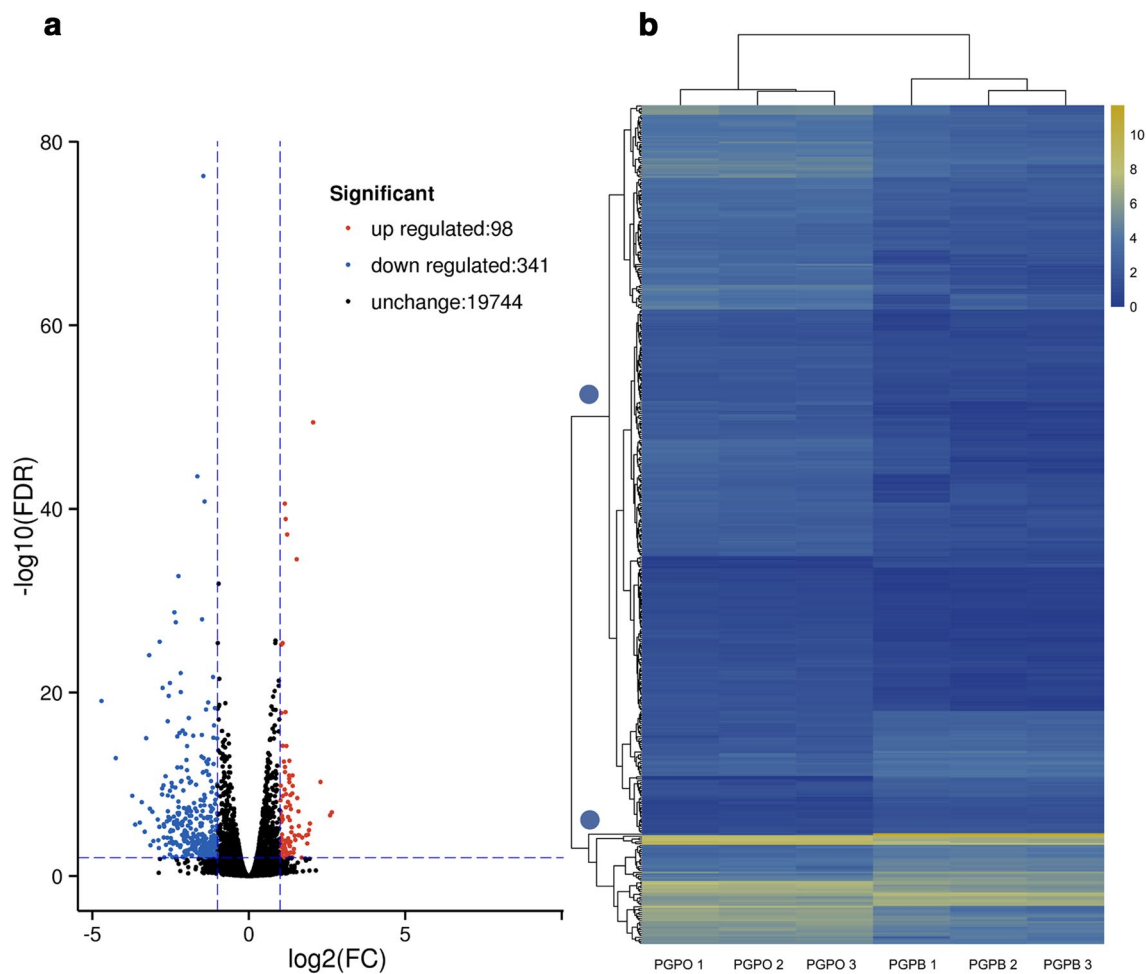 a
b
80
60
40
20
0
-log10(FDR)
-5
0
5
log2(FC)
Significant
up regulated:98
down regulated:341
unchange:19744
10
8
6
4
2
0
PGPO 1
PGPO 2
PGPO 3
PGPB 1
PGPB 2
PGPB 3